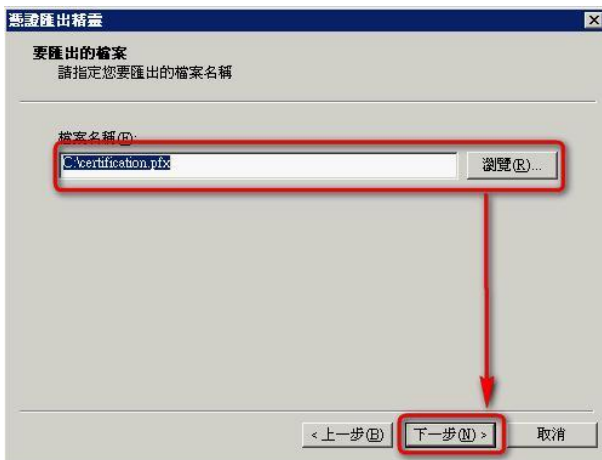 憑證匯出精靈
要匯出的檔案
請指定您要匯出的檔案名稱
檔案名稱(F):
C:\certification.pfx
瀏覽(R)...
<上一步(B) 下一步(N)> 取消